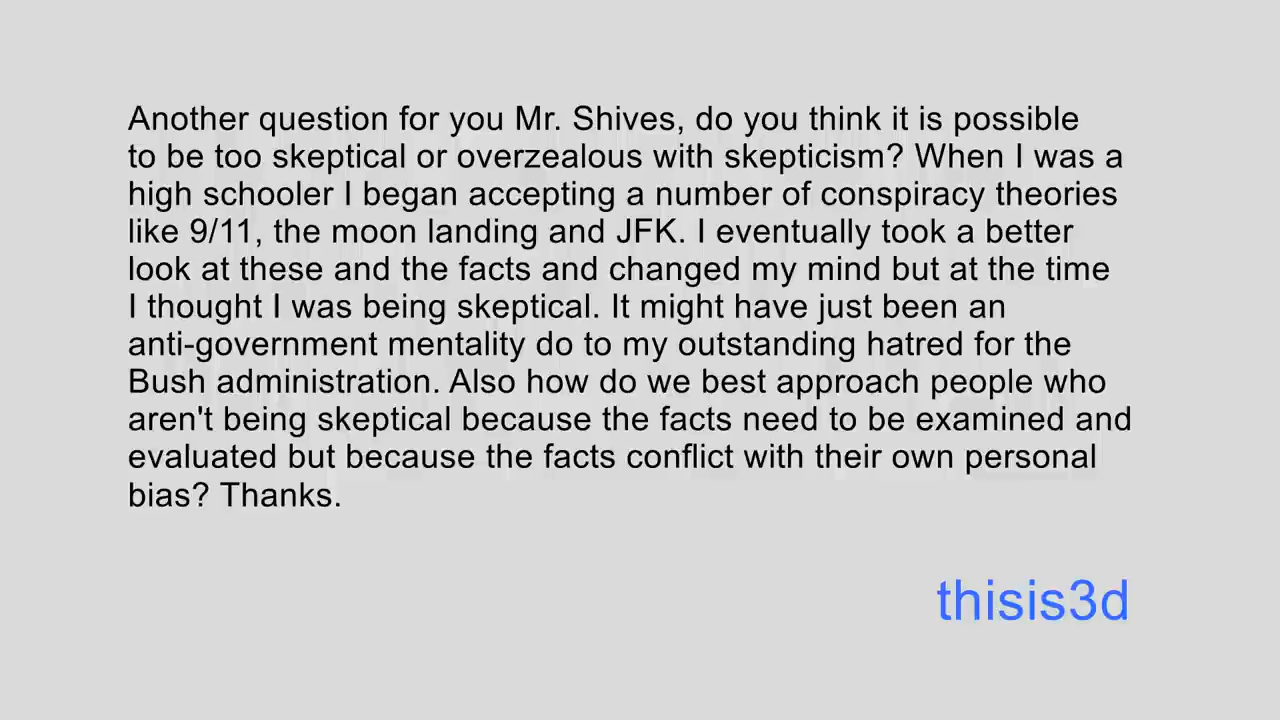 Another question for you Mr. Shives, do you think it is possible
to be too skeptical or overzealous with skepticism? When I was a
high schooler I began accepting a number of conspiracy theories
like 9/11, the moon landing and JFK. I eventually took a better
look at these and the facts and changed my mind but at the time
I thought I was being skeptical. It might have just been an
anti-government mentality do to my outstanding hatred for the
Bush administration. Also how do we best approach people who
aren't being skeptical because the facts need to be examined and
evaluated but because the facts conflict with their own personal
bias? Thanks.
thisis3d